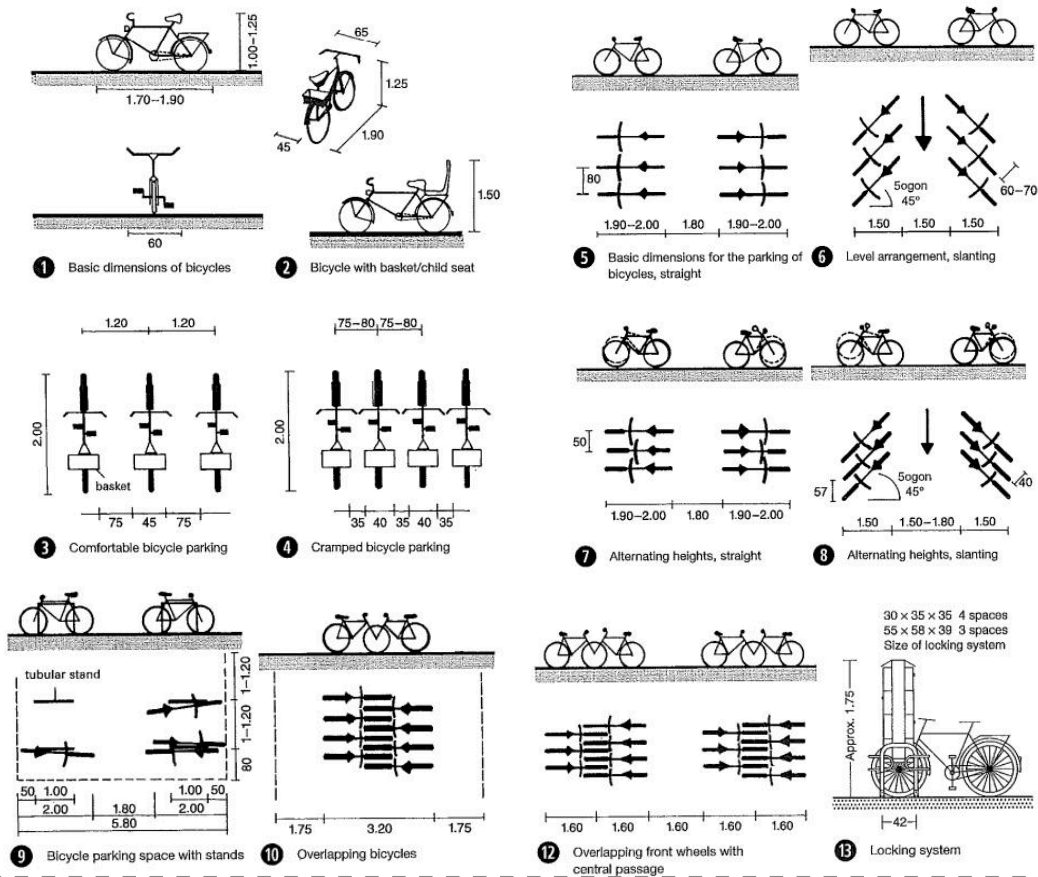 1.00–1.25
1.70--1.90
60
1 Basic dimensions of bicycles
65
1.25
1.90
45
1.50
2 Bicycle with basket/child seat
1.20 1.20
2.00
basket
75 45 75
3 Comfortable bicycle parking
75–80 75–80
2.00
35 40 35 40 35
4 Cramped bicycle parking
80
1.90--2.00 1.80 1.90--2.00
5 Basic dimensions for the parking of
bicycles, straight
5ogon
45°
60–70
1.50 1.50 1.50
6 Level arrangement, slanting
50
1.90–2.00 1.80 1.90–2.00
7 Alternating heights, straight
57
5ogon
45°
40
1.50 1.50–1.80 1.50
8 Alternating heights, slanting
tubular stand
1–1.20
1–1.20
80
50 1.00 1.00 50
2.00 1.80 2.00
5.80
9 Bicycle parking space with stands
1.75 3.20 1.75
10 Overlapping bicycles
1.60 1.60 1.60 1.60 1.60 1.60
12 Overlapping front wheels with
central passage
30 × 35 × 35 4 spaces
55 × 58 × 39 3 spaces
Size of locking system
Approx. 1.75
42
13 Locking system